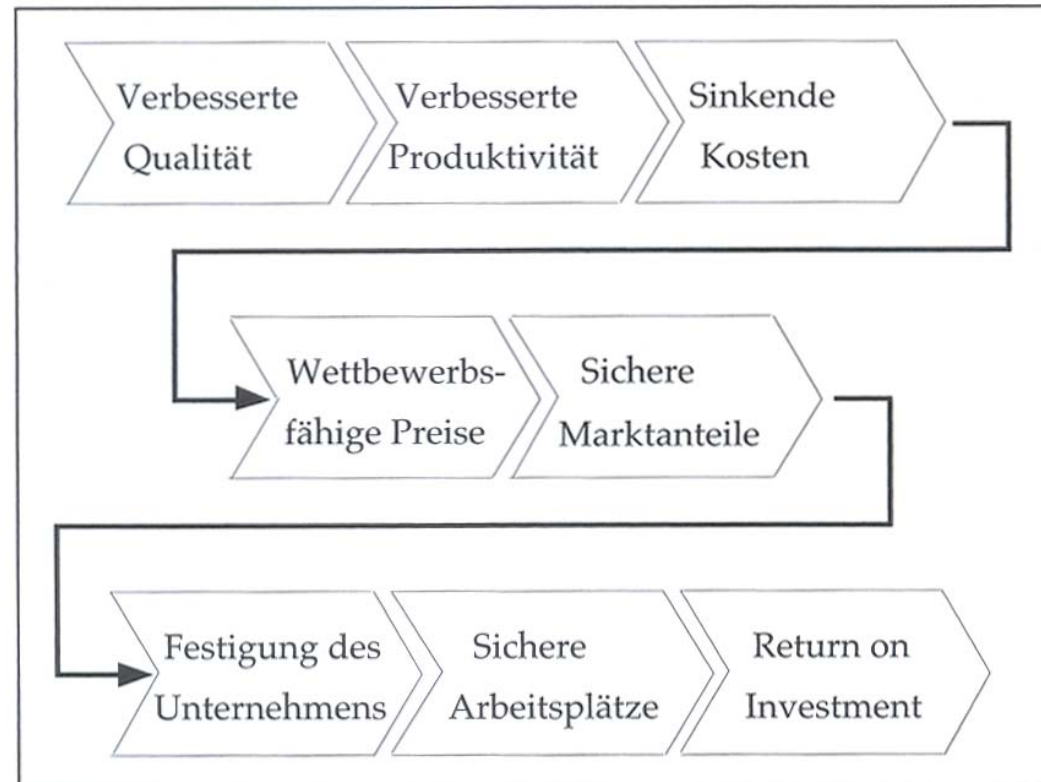 Verbesserte
Qualität
Verbesserte
Produktivität
Sinkende
Kosten
Wettbewerbs-
fähige Preise
Sichere
Marktanteile
Festigung des
Unternehmens
Sichere
Arbeitsplätze
Return on
Investment